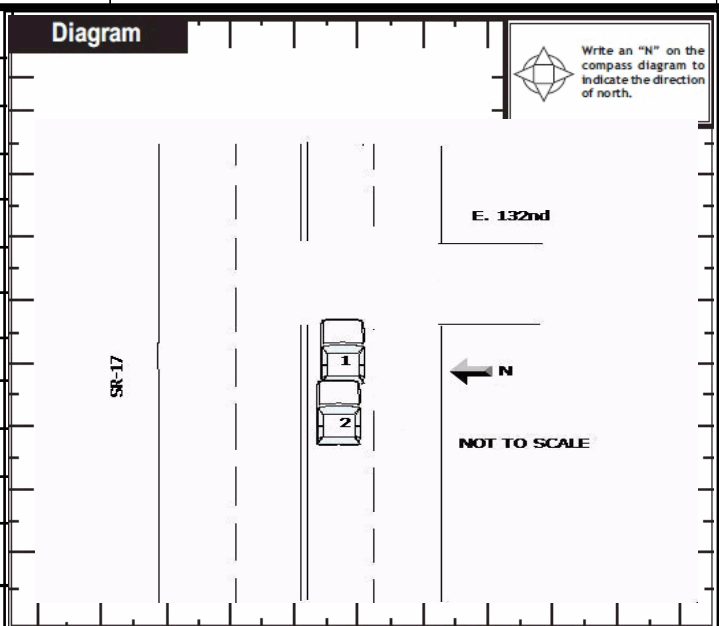 Diagram
Write an "N" on the
compass diagram to
indicate the direction
of north.
E. 132nd
SR-17
1
N
2
NOT TO SCALE